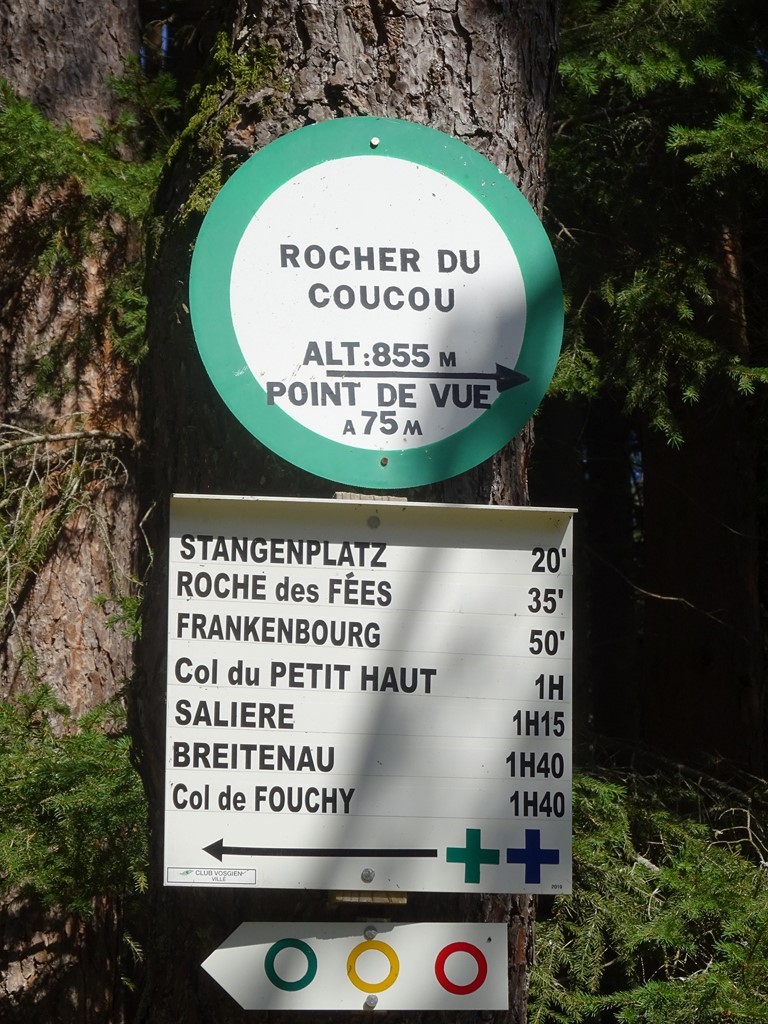 ROCHER DU
COUCOU
ALT:855 M
POINT DE VUE
A 75 M
STANGENPLATZ 20'
ROCHE des FÉES 35'
FRANKENBOURG 50'
Col du PETIT HAUT 1H
SALIERE 1H15
BREITENAU 1H40
Col de FOUCHY 1H40
CLUB VOSGIEN
VILLÉ